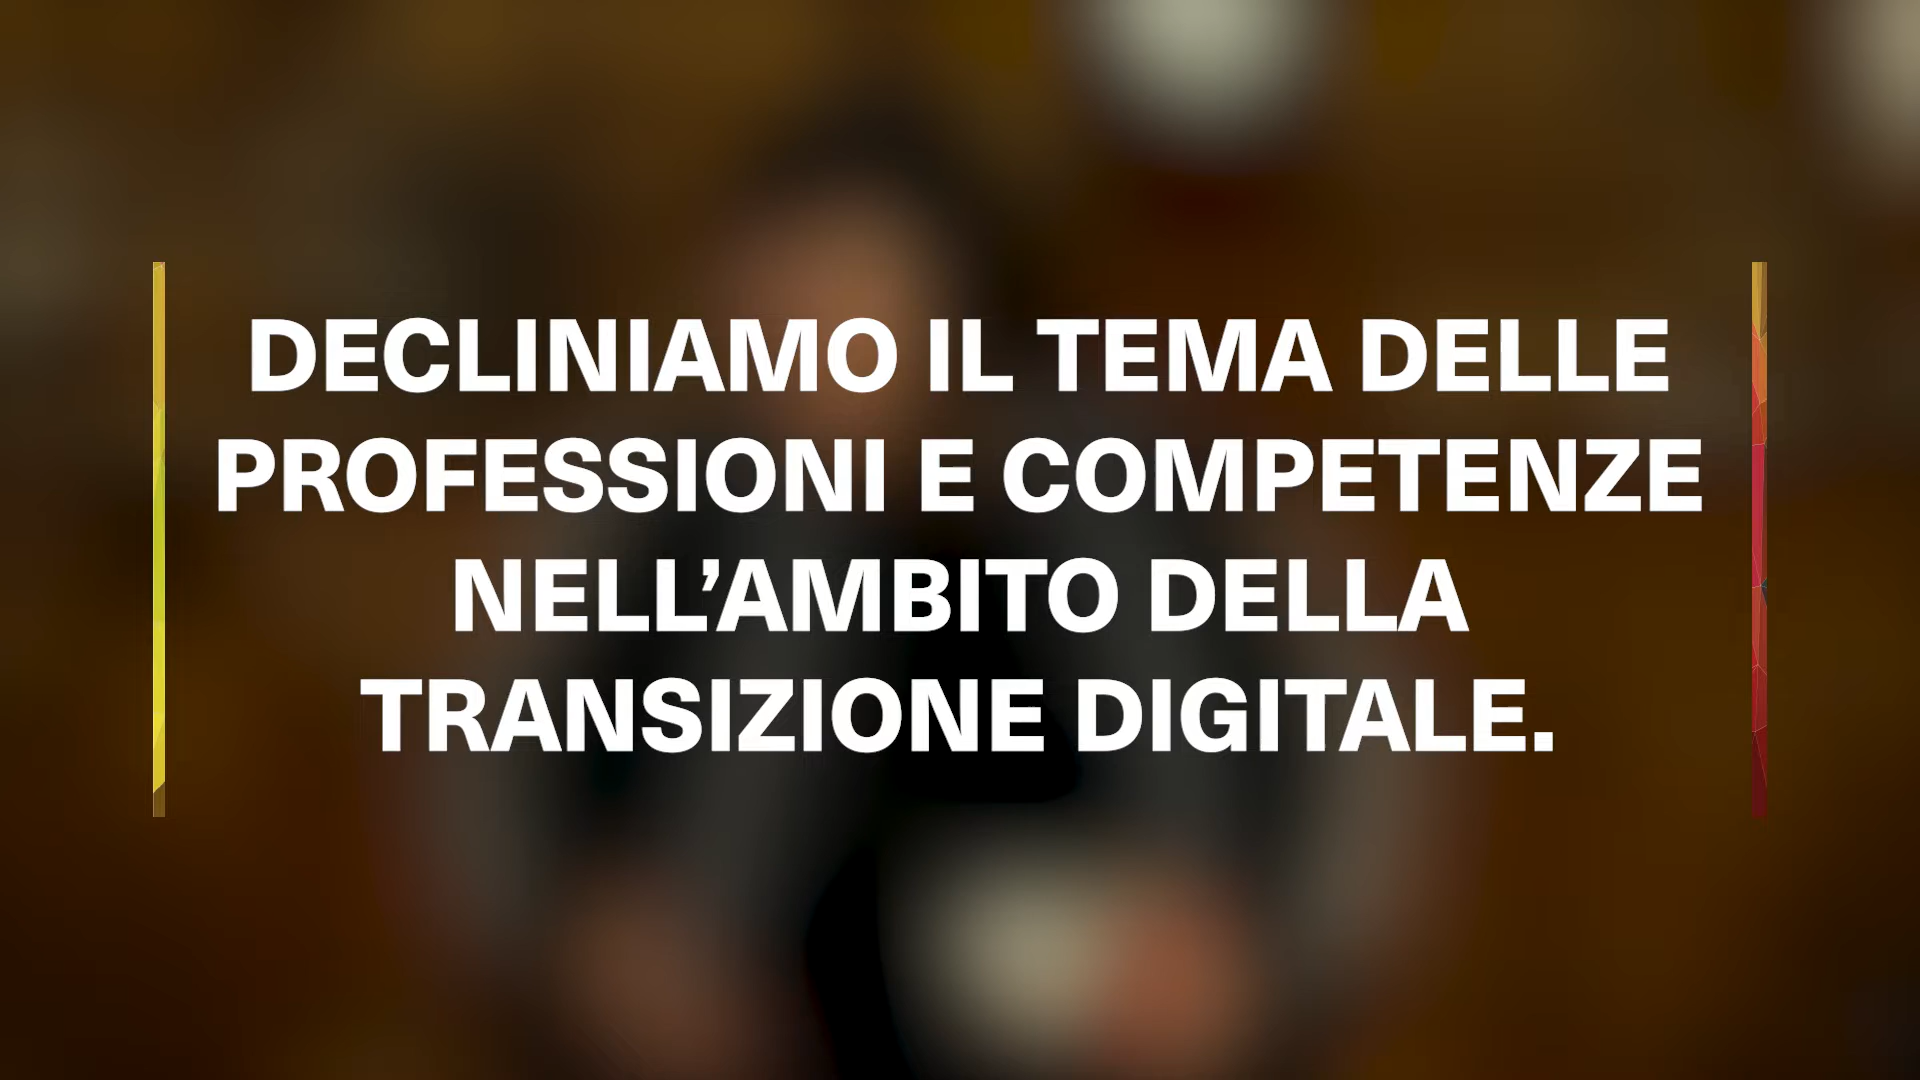 DECLINIAMO IL TEMA DELLE
PROFESSIONI E COMPETENZE
NELL’AMBITO DELLA
TRANSIZIONE DIGITALE.